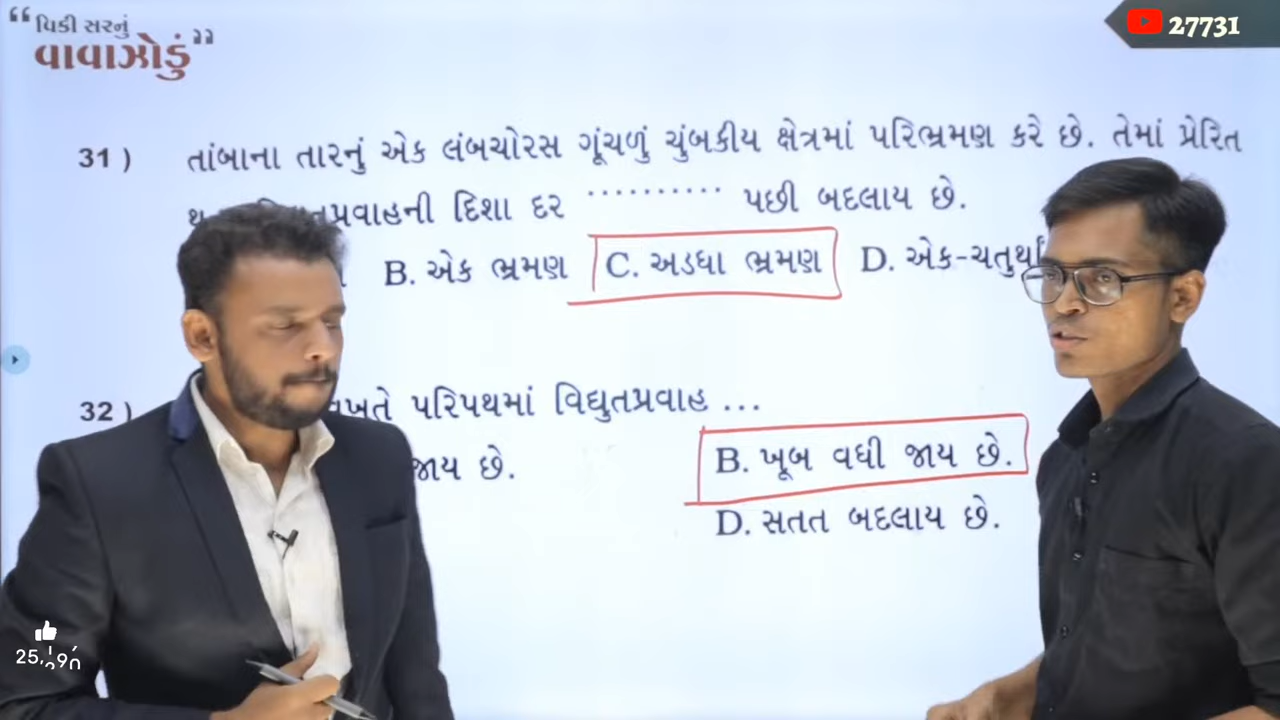 “ વિકી સરનું
વાવાઝોડું ”
27731
31 ) તાંબાના તારનું એક લંબચોરસ ગૂંચળું ચુંબકીય ક્ષેત્રમાં પરિભ્રમણ કરે છે. તેમાં પ્રેરિત
પ્રવાહની દિશા દર .......... પછી બદલાય છે.
B. એક ભ્રમણ C. અડધા ભ્રમણ D. એક-ચતુર્થાં
32 ) વખતે પરિપથમાં વિદ્યુતપ્રવાહ ...
જાય છે. B. ખૂબ વધી જાય છે.
D. સતત બદલાય છે.